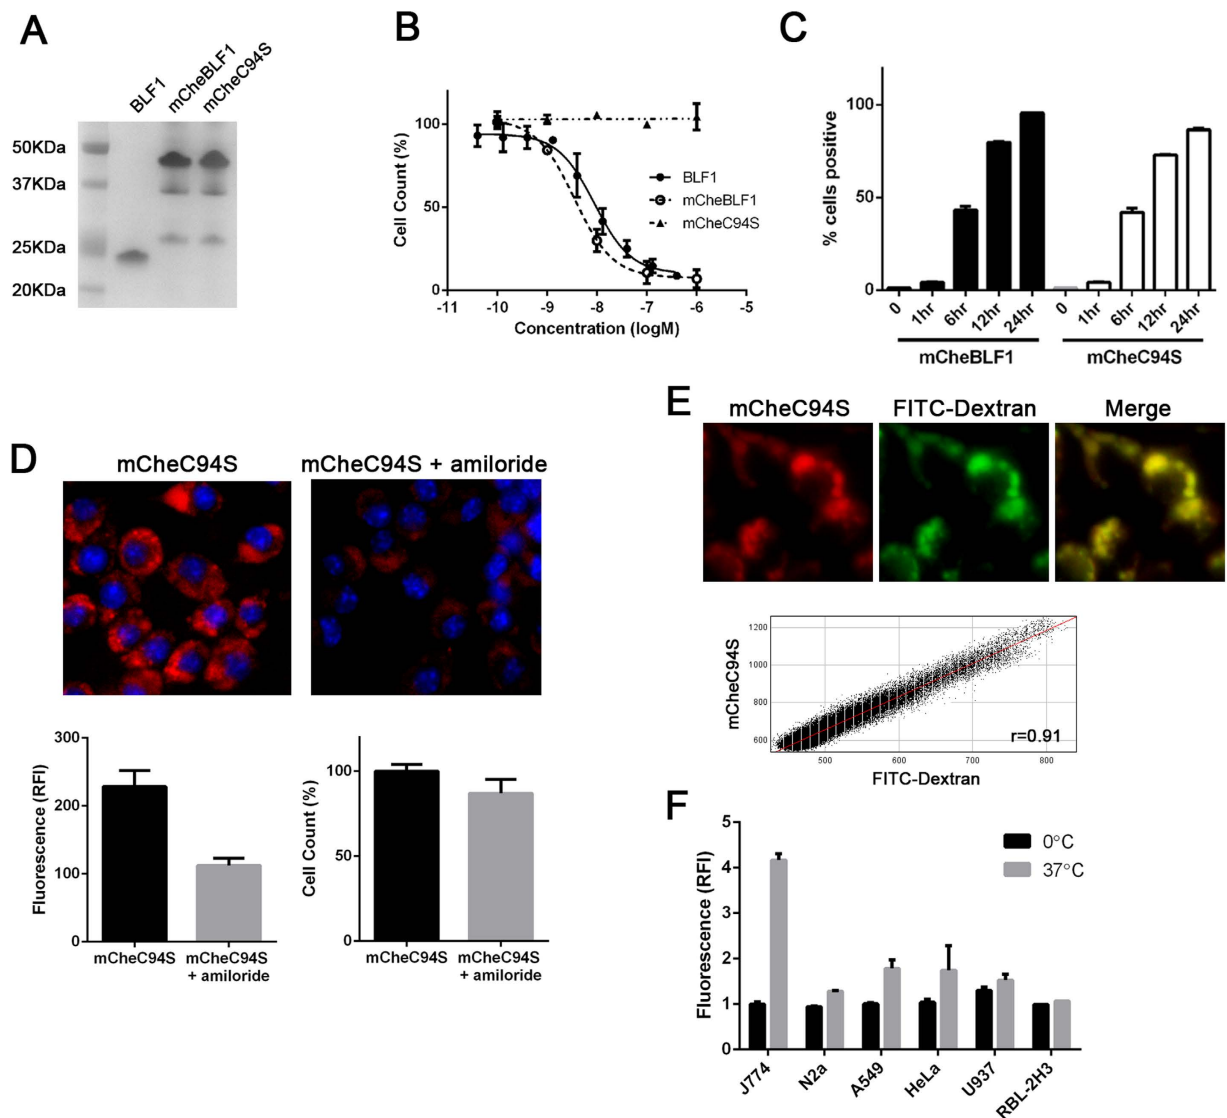 A
BLF1
mCheBLF1
mCheC94S
50KDa
37KDa
25KDa
20KDa
B
Cell Count (%)
100
50
0
BLF1
mCheBLF1
mCheC94S
-11 -10 -9 -8 -7 -6 -5
Concentration (logM)
C
% cells positive
100
50
0
0 1hr 6hr 12hr 24hr 0 1hr 6hr 12hr 24hr
mCheBLF1 mCheC94S
D
mCheC94S mCheC94S + amiloride
Fluorescence (RFI)
300
200
100
0
mCheC94S mCheC94S
+ amiloride
Cell Count (%)
100
50
0
mCheC94S mCheC94S
+ amiloride
E
mCheC94S FITC-Dextran Merge
mCheC94S
1200
1000
800
600
r=0.91
500 600 700 800
FITC-Dextran
F
Fluorescence (RFI)
5
4
3
2
1
0
0°C
37°C
J774 N2a A549 HeLa U937 RBL-2H3